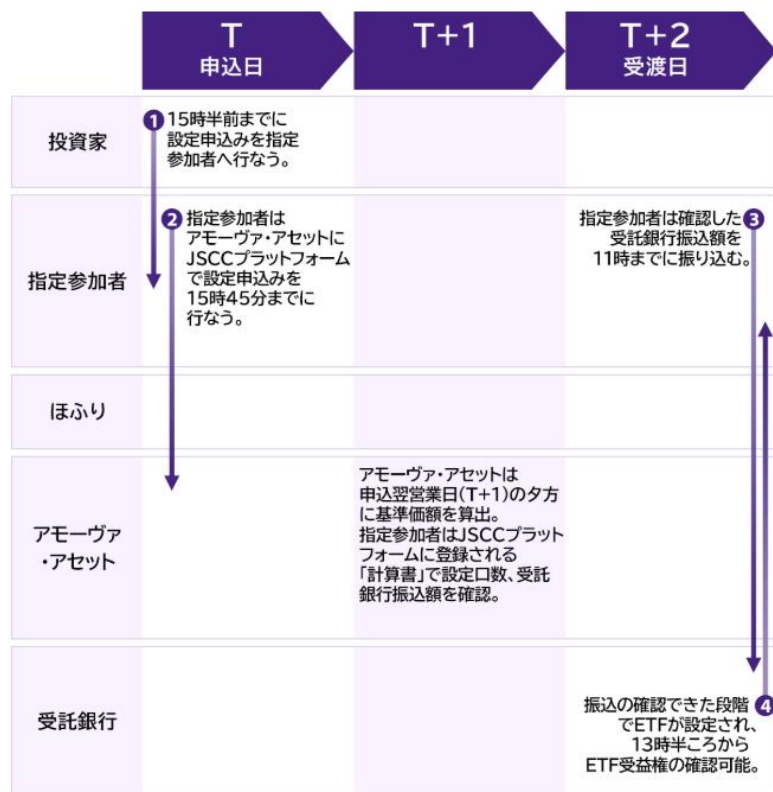 T
申込日
T+1
T+2
受渡日
投資家
❶
15時半前までに
設定申込みを指定
参加者へ行なう。
指定参加者
❷
指定参加者は
アモーヴァ・アセットに
JSCCプラットフォーム
で設定申込みを
15時45分までに
行なう。
指定参加者は確認した
受託銀行振込額を
11時までに振り込む。
❸
ほふり
アモーヴァ
・アセット
アモーヴァ・アセットは
申込翌営業日(T+1)の夕方
に基準価額を算出。
指定参加者はJSCCプラット
フォームに登録される
「計算書」で設定口数、受託
銀行振込額を確認。
受託銀行
振込の確認できた段階
でETFが設定され、
13時半ころから
ETF受益権の確認可能。
❹